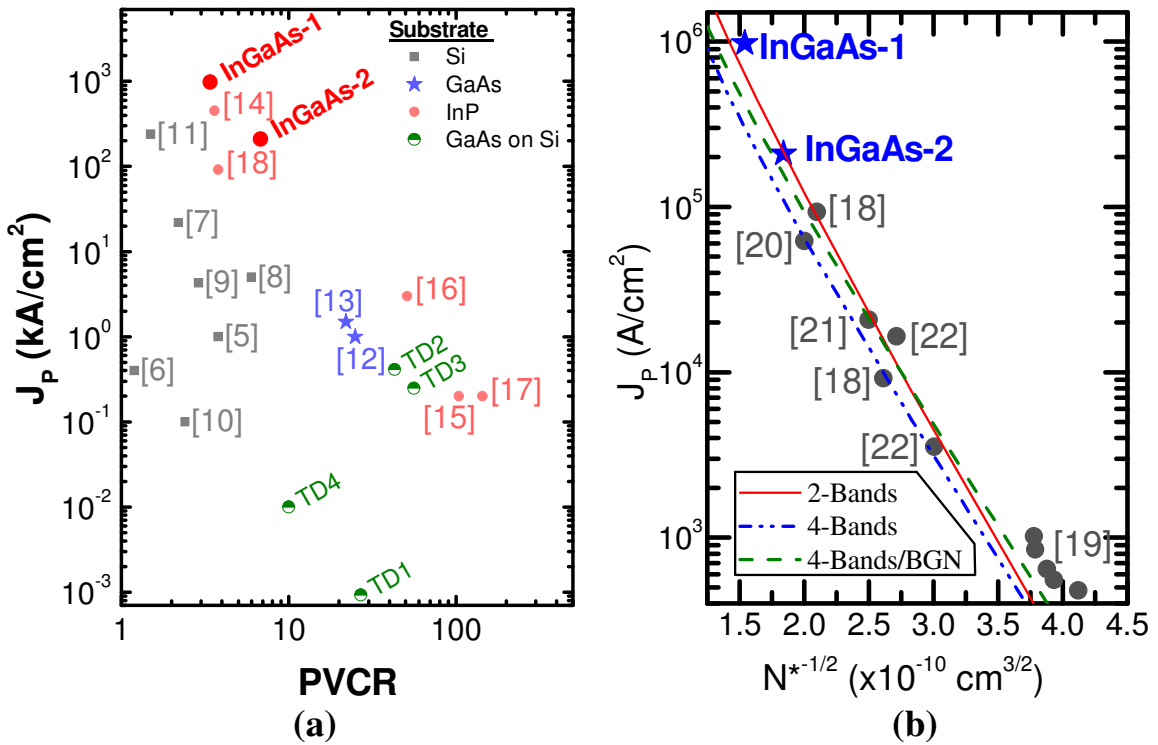 Substrate
Si
GaAs
InP
GaAs on Si
InGaAs-1
[14]
InGaAs-2
[11]
[18]
[7]
[9]
[8]
[16]
[13]
[5]
[12]
[6]
TD2
TD3
[17]
[15]
[10]
TD4
TD1
10³
10²
10¹
10⁰
10⁻¹
10⁻²
10⁻³
J_P (kA/cm²)
1
10
100
PVCR
(a)
InGaAs-1
InGaAs-2
[18]
[20]
[21]
[22]
[18]
[22]
[19]
2-Bands
4-Bands
4-Bands/BGN
10⁶
10⁵
10⁴
10³
J_P (A/cm²)
1.5 2.0 2.5 3.0 3.5 4.0 4.5
N*⁻¹/² (x10⁻¹⁰ cm³/²)
(b)